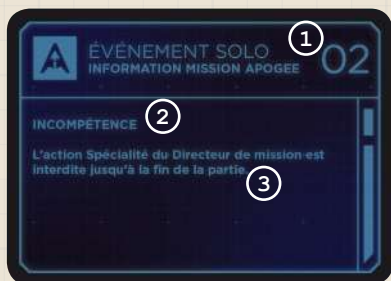 ÉVÉNEMENT SOLO
INFORMATION MISSION APOGEE
02
1
INCOMPÉTENCE
2
L'action Spécialité du Directeur de mission est
interdite jusqu'à la fin de la partie.
3